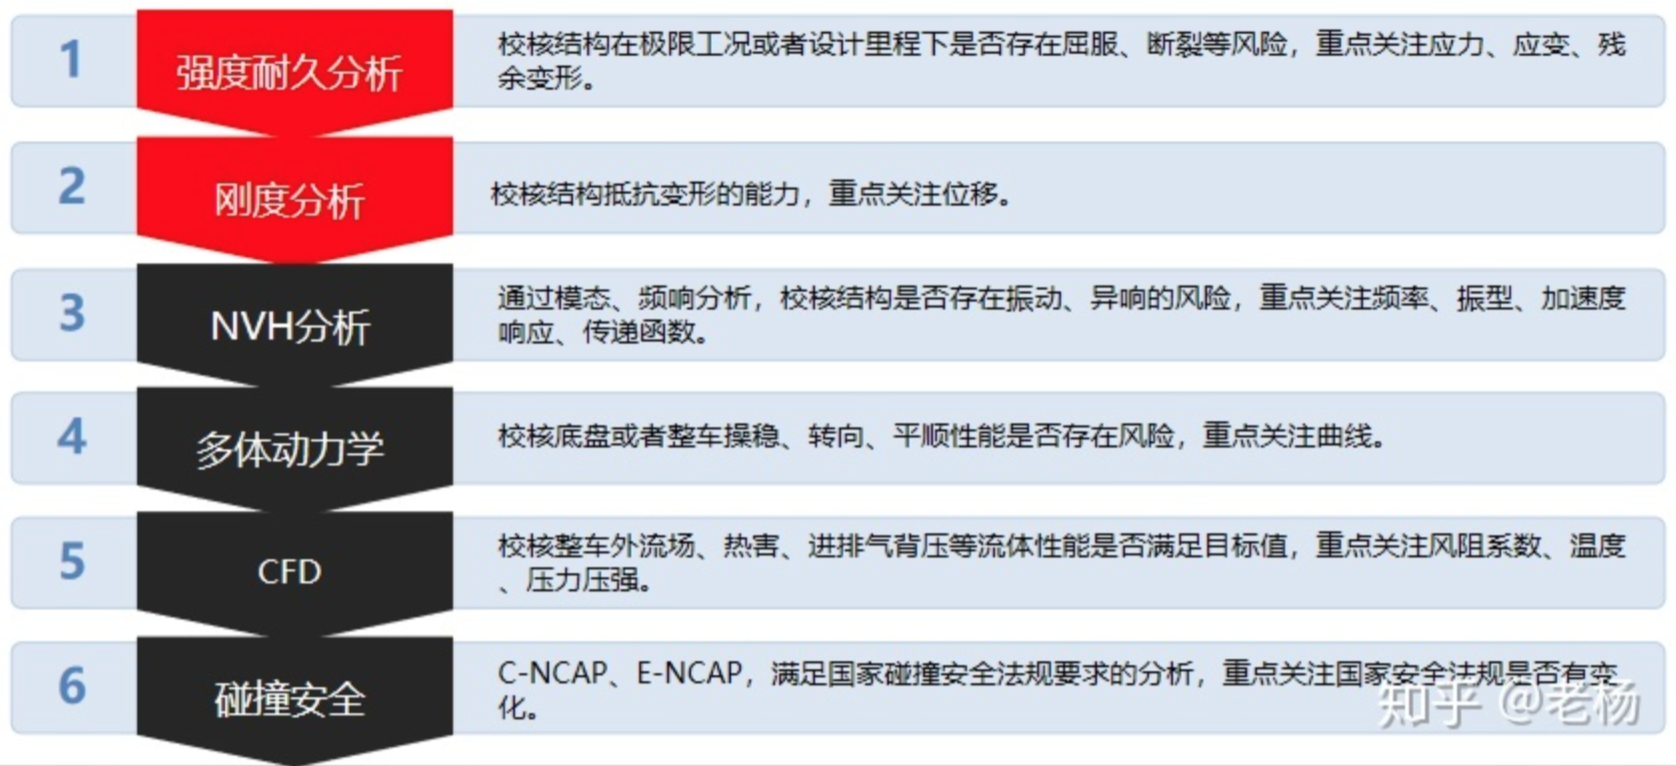 1
强度耐久分析
校核结构在极限工况或者设计里程下是否存在屈服、断裂等风险，重点关注应力、应变、残
余变形。
2
刚度分析
校核结构抵抗变形的能力，重点关注位移。
3
NVH分析
通过模态、频响分析，校核结构是否存在振动、异响的风险，重点关注频率、振型、加速度
响应、传递函数。
4
多体动力学
校核底盘或者整车操稳、转向、平顺性能是否存在风险，重点关注曲线。
5
CFD
校核整车外流场、热害、进排气背压等流体性能是否满足目标值，重点关注风阻系数、温度
、压力压强。
6
碰撞安全
C-NCAP、E-NCAP，满足国家碰撞安全法规要求的分析，重点关注国家安全法规是否有变
化。
知乎 @老杨